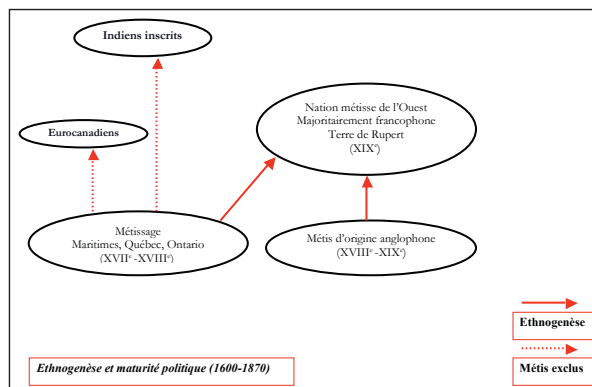 Indiens inscrits
Nation métisse de l'Ouest
Majoritairement francophone
Terre de Rupert
(XIXᵉ)
Eurocanadiens
Métissage
Maritimes, Québec, Ontario
(XVIIᵉ -XVIIIᵉ)
Métis d'origine anglophone
(XVIIIᵉ -XIXᵉ)
Ethnogenèse
Ethnogenèse et maturité politique (1600-1870)
Métis exclus